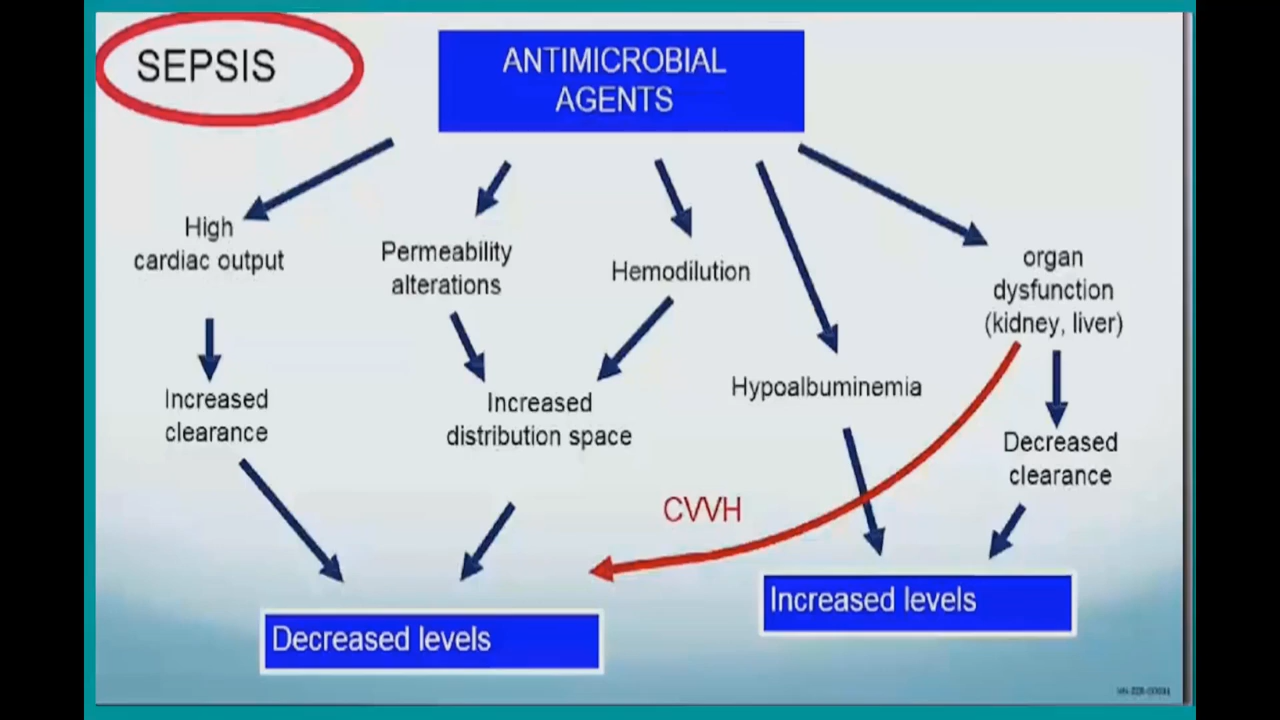 SEPSIS
ANTIMICROBIAL
AGENTS
High
cardiac output
Permeability
alterations
Hemodilution
organ
dysfunction
(kidney, liver)
Increased
clearance
Increased
distribution space
Hypoalbuminemia
Decreased
clearance
CVVH
Decreased levels
Increased levels